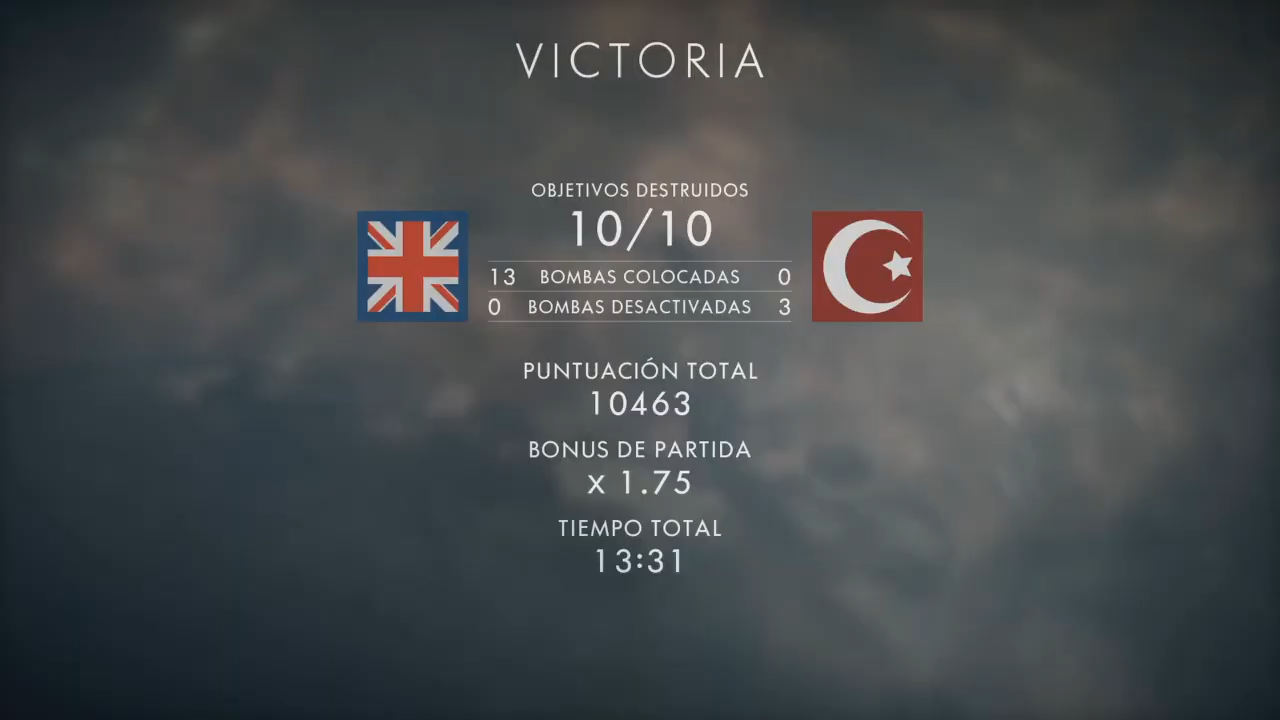 VICTORIA
OBJETIVOS DESTRUIDOS
10/10
13 BOMBAS COLOCADAS 0
0 BOMBAS DESACTIVADAS 3
PUNTUACIÓN TOTAL
10463
BONUS DE PARTIDA
x 1.75
TIEMPO TOTAL
13:31